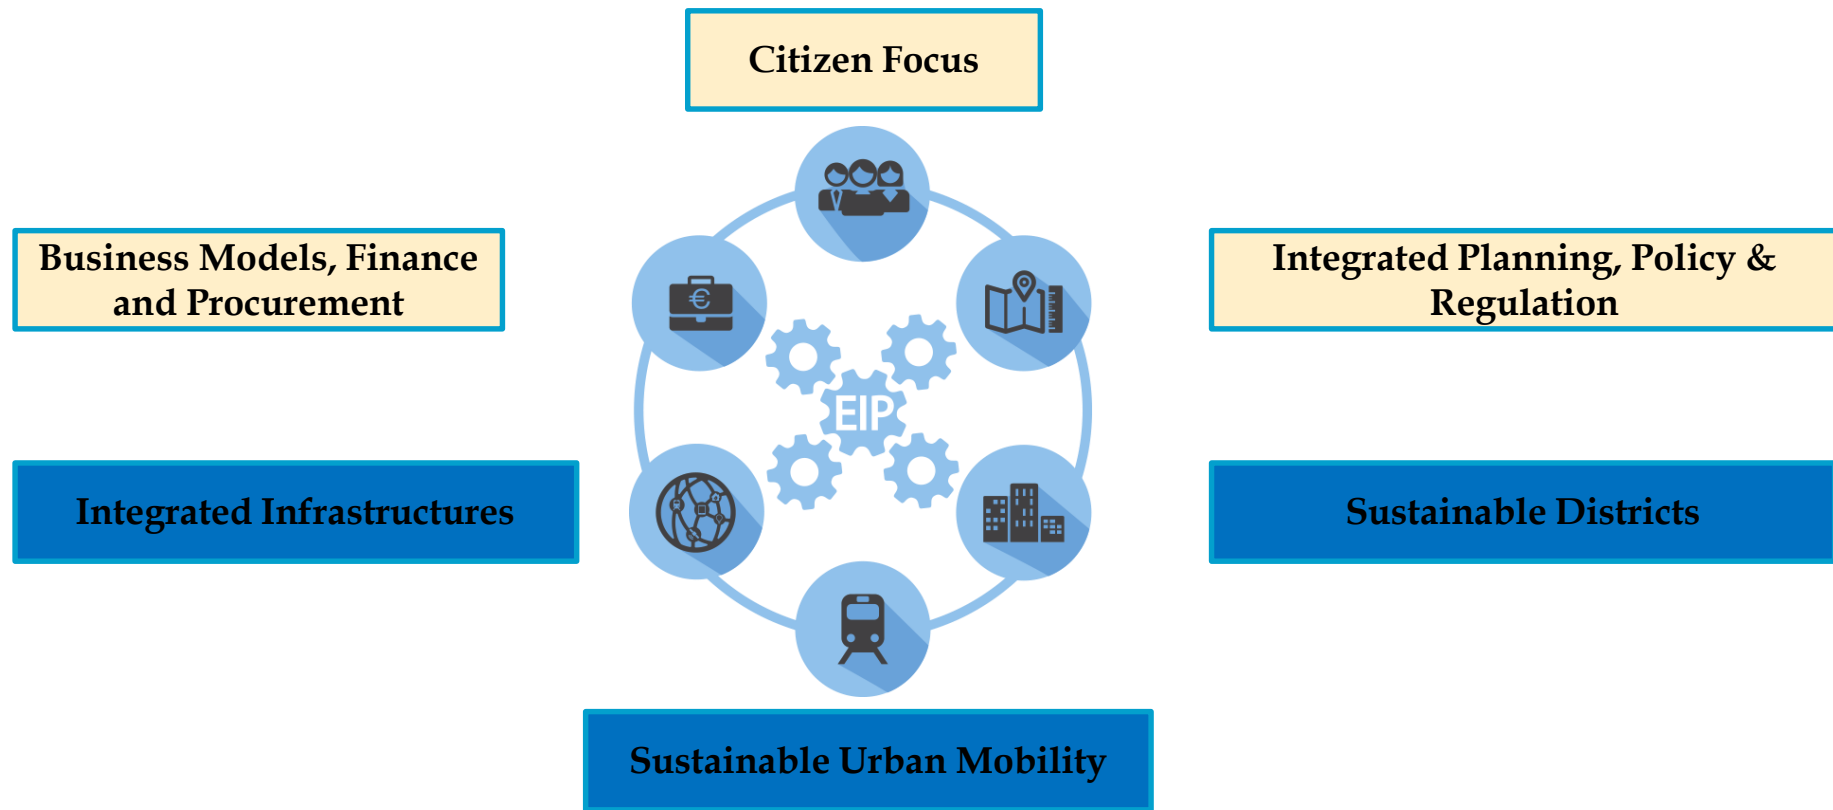 Citizen Focus
Business Models, Finance
and Procurement
Integrated Planning, Policy &
Regulation
€
EIP
Integrated Infrastructures
Sustainable Districts
Sustainable Urban Mobility